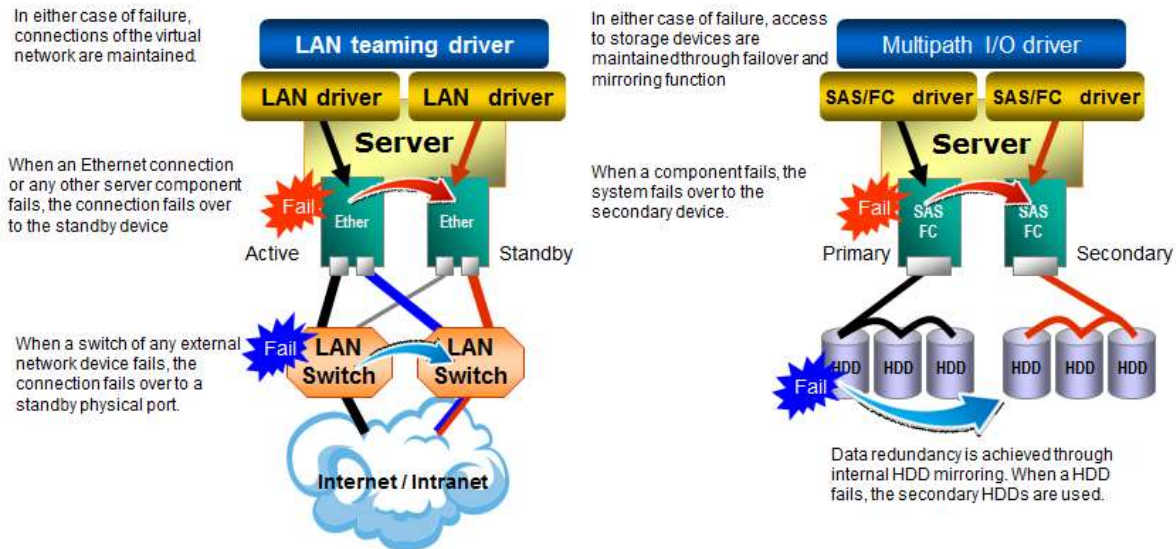 In either case of failure,
connections of the virtual
network are maintained.
LAN teaming driver
LAN driver
LAN driver
Server
When an Ethernet connection
or any other server component
fails, the connection fails over
to the standby device
Fail
Ether
Ether
Active
Standby
When a switch of any external
network device fails, the
connection fails over to a
standby physical port.
Fail
LAN
Switch
LAN
Switch
Internet / Intranet
In either case of failure, access
to storage devices are
maintained through failover and
mirroring function
Multipath I/O driver
SAS/FC driver
SAS/FC driver
Server
When a component fails, the
system fails over to the
secondary device.
Fail
SAS
FC
SAS
FC
Primary
Secondary
HDD
HDD
HDD
HDD
HDD
HDD
Fail
Data redundancy is achieved through
internal HDD mirroring. When a HDD
fails, the secondary HDDs are used.